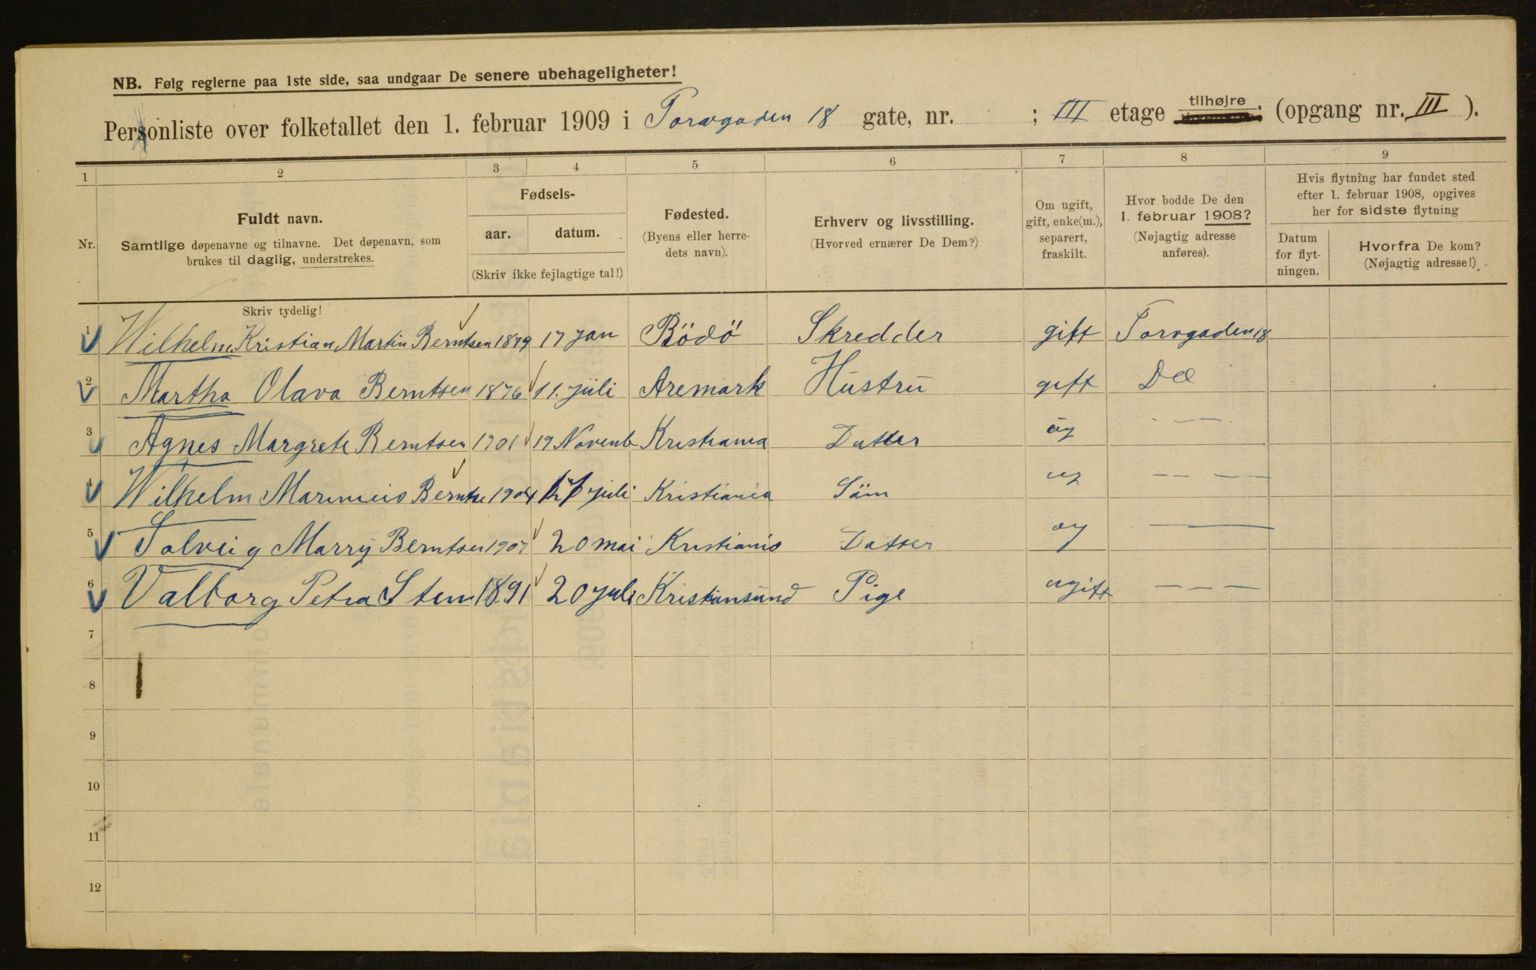 NB. Følg reglerne paa 1ste side, saa undgaar De senere ubehageligheter!
Personliste over folketallet den 1. februar 1909 i Torvgaden 18 gate, nr. ; III etage tilhøjre. (opgang nr. III ).
1 2 3 4 5 6 7 8 9
Nr.
Fuldt navn.
Samtlige døpenavne og tilnavne. Det døpenavn, som
brukes til daglig, understrekes.
Fødsels-
aar. datum.
(Skriv ikke fejlagtige tal!)
Fødested.
(Byens eller herre-
dets navn).
Erhverv og livsstilling.
(Hvorved ernærer De Dem?)
Om ugift,
gift, enke(m.),
separert,
fraskilt.
Hvor bodde De den
1. februar 1908?
(Nøjagtig adresse
anføres).
Hvis flytning har fundet sted
efter 1. februar 1908, opgives
her for sidste flytning
Datum
for flyt-
ningen.
Hvorfra De kom?
(Nøjagtig adresse!)
Skriv tydelig!
1 Wilhelm Kristian Martin Berntsen 1879 17 jan Bödö Skredder gift Torvgaden 18
2 Martha Olava Berntsen 1876 11. juli Aremark Hustru gift Do
3 Agnes Margrete Berntsen 1901 19 Novemb Kristiania Datter ug — —
4 Wilhelm Berntse 1904 juli Kristiania Sön ug — — —
5 Solveig Marry Berntsen 1907 20 mai Kristiania Datter ug —
6 Valborg Petra Sten 1891 20 juli Kristiansund Pige ugift — — —
7
8
9
10
11
12